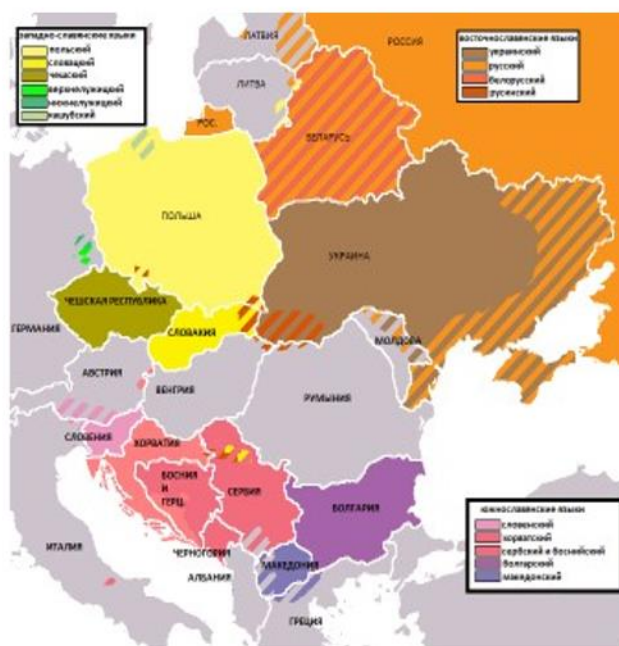 ЗАПАДНО-СЛАВЯНСКИЕ ЯЗЫКИ
польский
словацкий
чешский
верхнелужицкий
нижнелужицкий
кашубский
ВОСТОЧНОСЛАВЯНСКИЕ ЯЗЫКИ
украинский
русский
белорусский
русинский
ЛАТВИЯ
РОССИЯ
ЛИТВА
РОС.
БЕЛАРУСЬ
ПОЛЬША
УКРАИНА
ЧЕШСКАЯ РЕСПУБЛИКА
ГЕРМАНИЯ
СЛОВАКИЯ
МОЛДОВА
АВСТРИЯ
ВЕНГРИЯ
РУМЫНИЯ
СЛОВЕНИЯ
ХОРВАТИЯ
БОСНИЯ
И
ГЕРЦ.
СЕРБИЯ
БОЛГАРИЯ
ИТАЛИЯ
ЧЕРНОГОРИЯ
МАКЕДОНИЯ
АЛБАНИЯ
ГРЕЦИЯ
ЮЖНОСЛАВЯНСКИЕ ЯЗЫКИ
словенский
хорватский
сербский и боснийский
болгарский
македонский